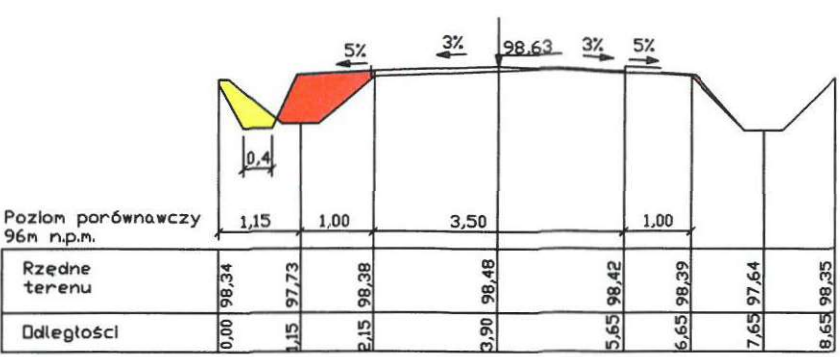 5% 3% 98,63 3% 5%
0,4
Poziom porównawczy
96m n.p.m.
1,15 1,00 3,50 1,00
Rzędne
terenu
98,34 97,73 98,38 98,48 98,42 98,39 97,64 98,35
Odległości
0,00 1,15 2,15 3,90 5,65 6,65 7,65 8,65